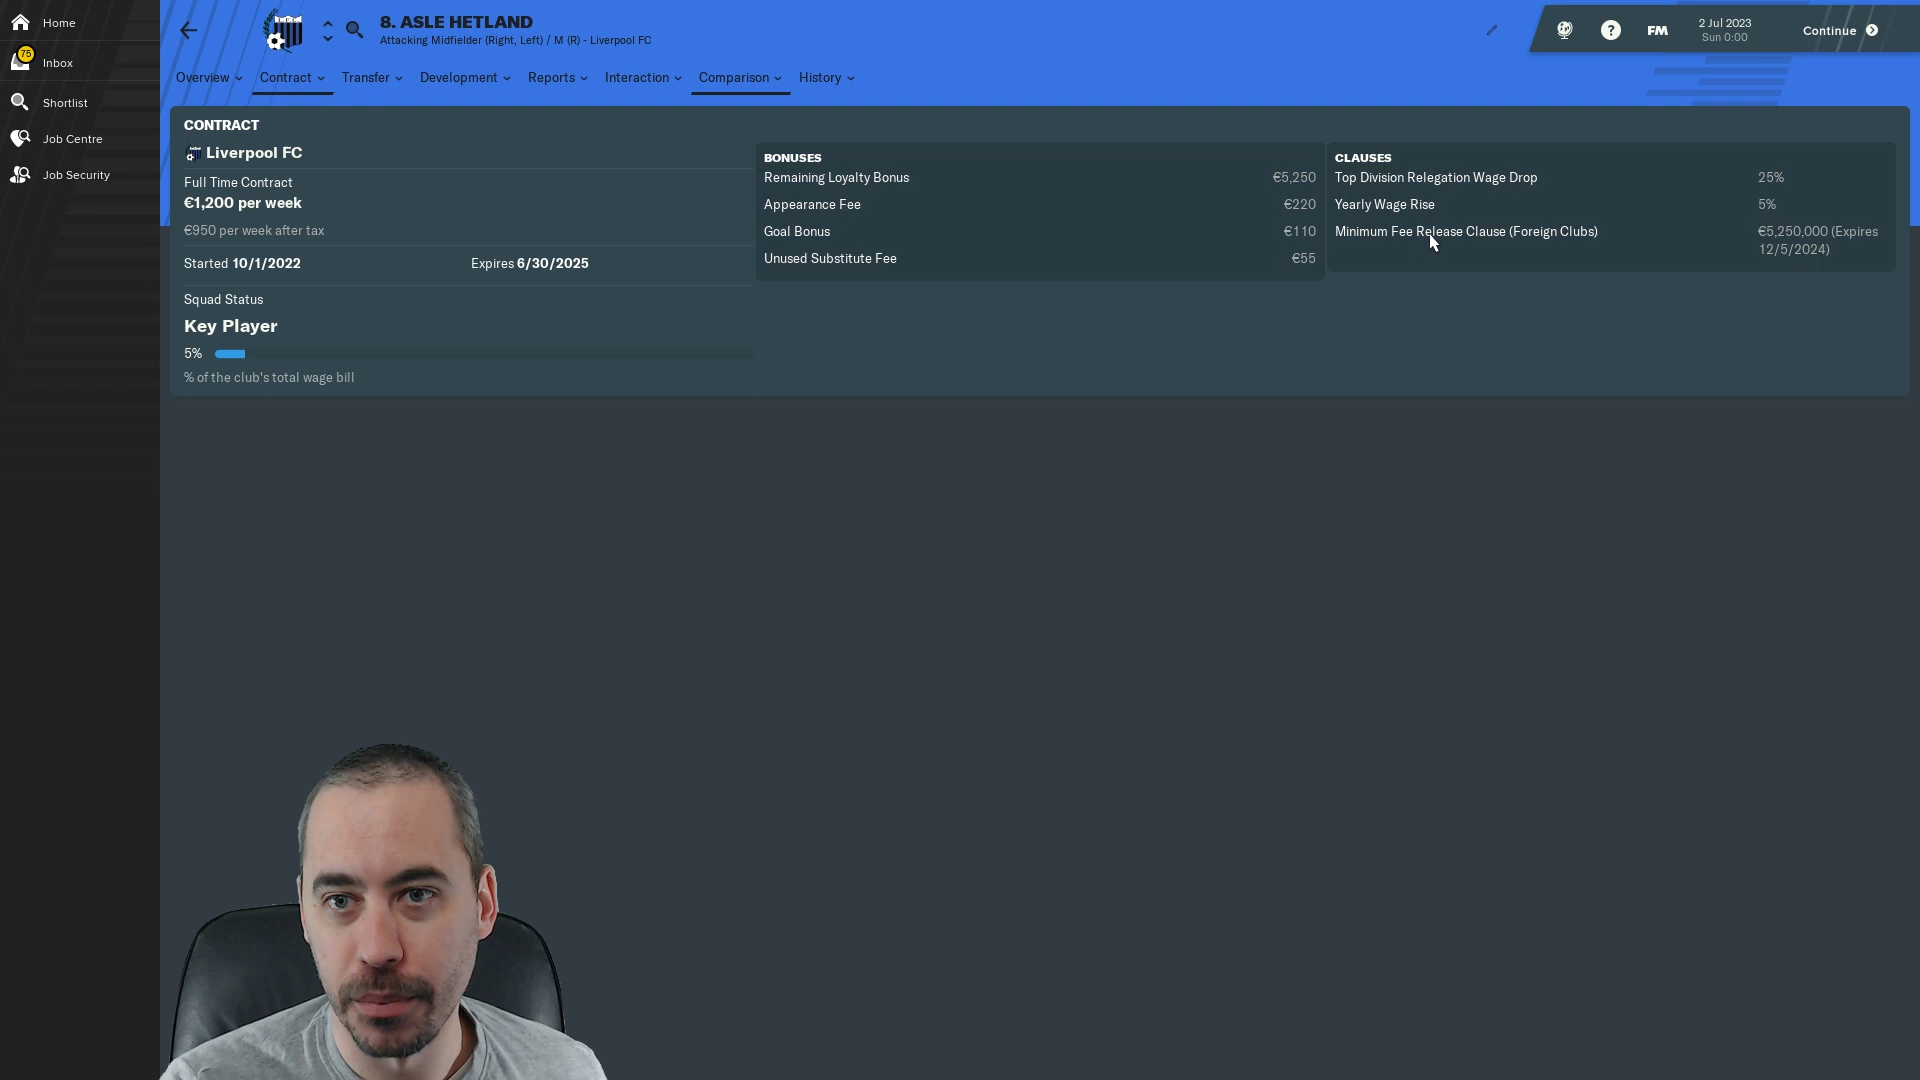 Home
75
Inbox
Shortlist
Job Centre
Job Security
8. ASLE HETLAND
Attacking Midfielder (Right, Left) / M (R) - Liverpool FC
?
FM
2 Jul 2023
Sun 0:00
Continue
Overview
Contract
Transfer
Development
Reports
Interaction
Comparison
History
CONTRACT
Liverpool FC
Full Time Contract
€1,200 per week
€950 per week after tax
Started 10/1/2022
Expires 6/30/2025
Squad Status
Key Player
5%
% of the club's total wage bill
BONUSES
Remaining Loyalty Bonus €5,250
Appearance Fee €220
Goal Bonus €110
Unused Substitute Fee €55
CLAUSES
Top Division Relegation Wage Drop 25%
Yearly Wage Rise 5%
Minimum Fee Release Clause (Foreign Clubs) €5,250,000 (Expires
12/5/2024)